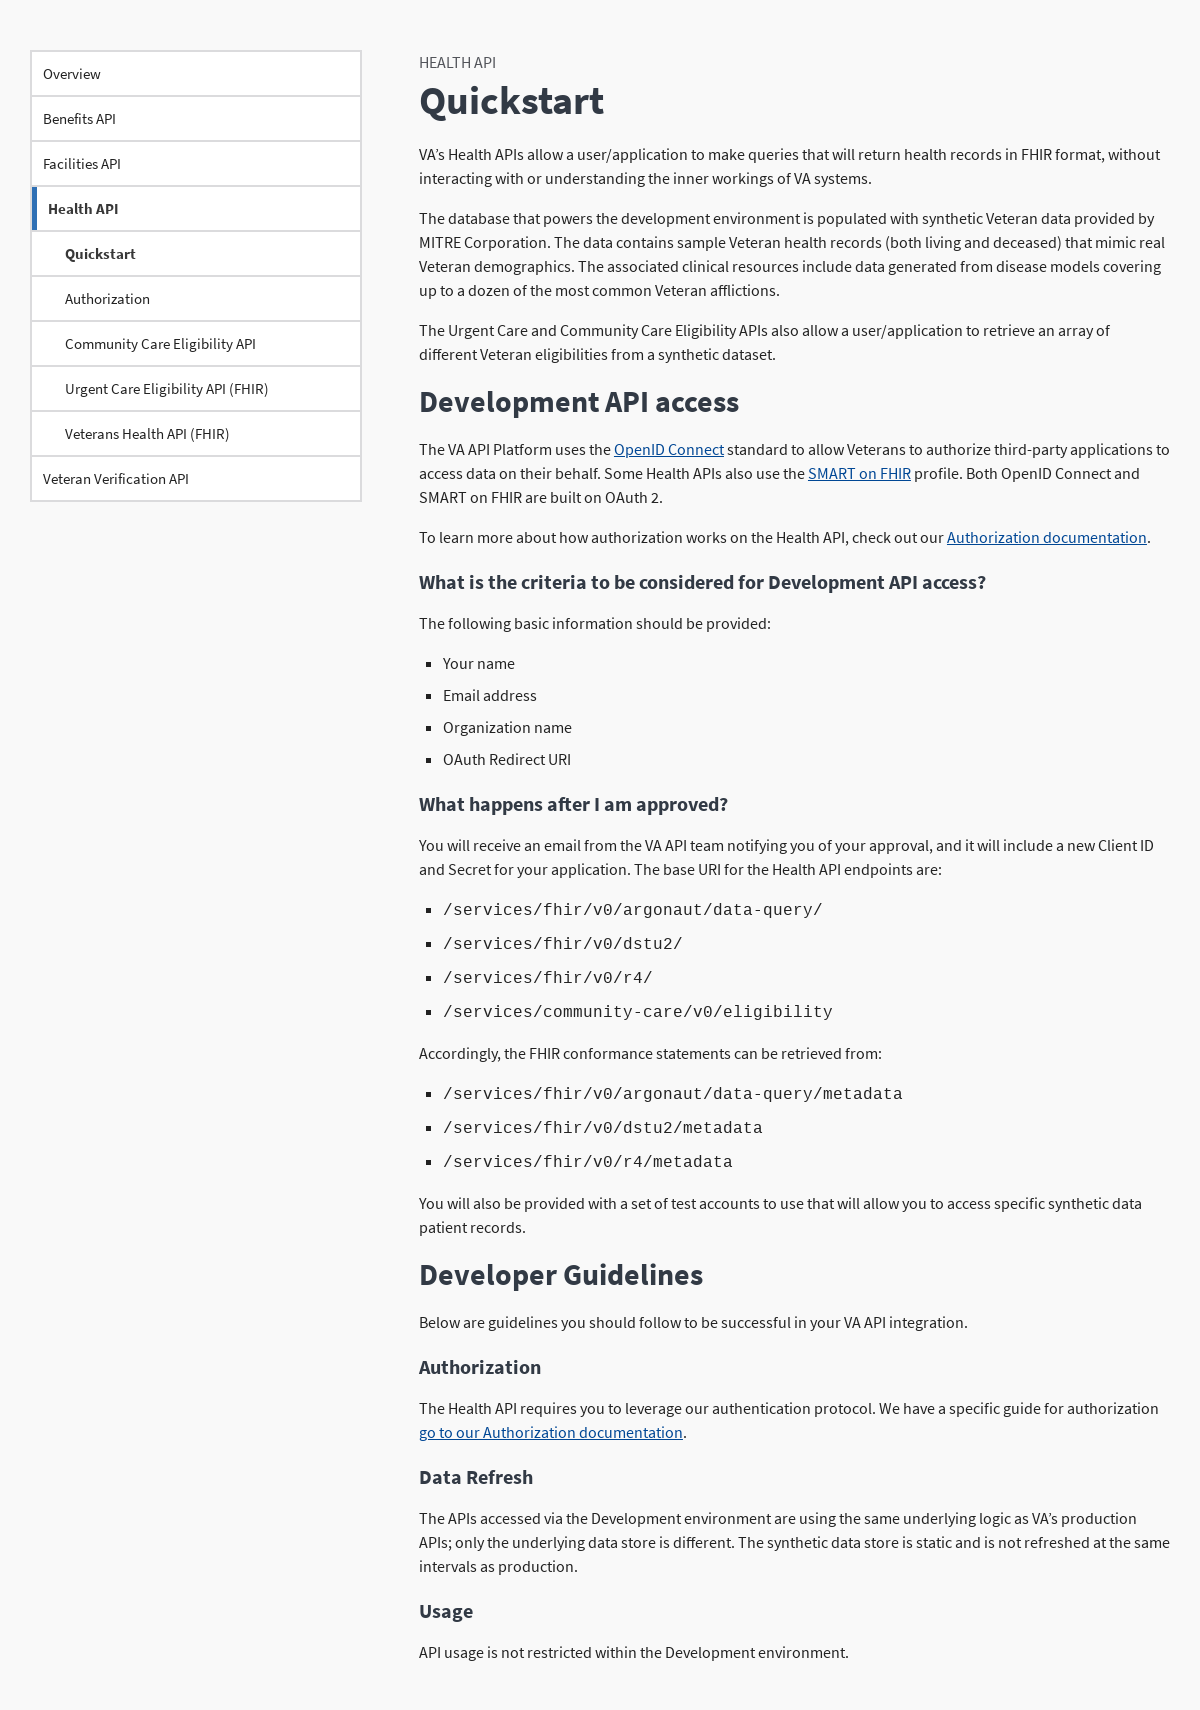 Overview
Benefits API
Facilities API
Health API
Quickstart
Authorization
Community Care Eligibility API
Urgent Care Eligibility API (FHIR)
Veterans Health API (FHIR)
Veteran Verification API
HEALTH API
Quickstart
VA’s Health APIs allow a user/application to make queries that will return health records in FHIR format, without
interacting with or understanding the inner workings of VA systems.
The database that powers the development environment is populated with synthetic Veteran data provided by
MITRE Corporation. The data contains sample Veteran health records (both living and deceased) that mimic real
Veteran demographics. The associated clinical resources include data generated from disease models covering
up to a dozen of the most common Veteran afflictions.
The Urgent Care and Community Care Eligibility APIs also allow a user/application to retrieve an array of
different Veteran eligibilities from a synthetic dataset.
Development API access
The VA API Platform uses the OpenID Connect standard to allow Veterans to authorize third-party applications to
access data on their behalf. Some Health APIs also use the SMART on FHIR profile. Both OpenID Connect and
SMART on FHIR are built on OAuth 2.
To learn more about how authorization works on the Health API, check out our Authorization documentation.
What is the criteria to be considered for Development API access?
The following basic information should be provided:
▪ Your name
▪ Email address
▪ Organization name
▪ OAuth Redirect URI
What happens after I am approved?
You will receive an email from the VA API team notifying you of your approval, and it will include a new Client ID
and Secret for your application. The base URI for the Health API endpoints are:
▪ /services/fhir/v0/argonaut/data-query/
▪ /services/fhir/v0/dstu2/
▪ /services/fhir/v0/r4/
▪ /services/community-care/v0/eligibility
Accordingly, the FHIR conformance statements can be retrieved from:
▪ /services/fhir/v0/argonaut/data-query/metadata
▪ /services/fhir/v0/dstu2/metadata
▪ /services/fhir/v0/r4/metadata
You will also be provided with a set of test accounts to use that will allow you to access specific synthetic data
patient records.
Developer Guidelines
Below are guidelines you should follow to be successful in your VA API integration.
Authorization
The Health API requires you to leverage our authentication protocol. We have a specific guide for authorization
go to our Authorization documentation.
Data Refresh
The APIs accessed via the Development environment are using the same underlying logic as VA’s production
APIs; only the underlying data store is different. The synthetic data store is static and is not refreshed at the same
intervals as production.
Usage
API usage is not restricted within the Development environment.